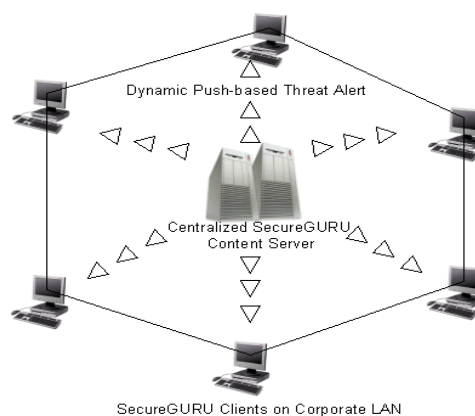 Dynamic Push-based Threat Alert
Centralized SecureGURU
Content Server
SecureGURU Clients on Corporate LAN